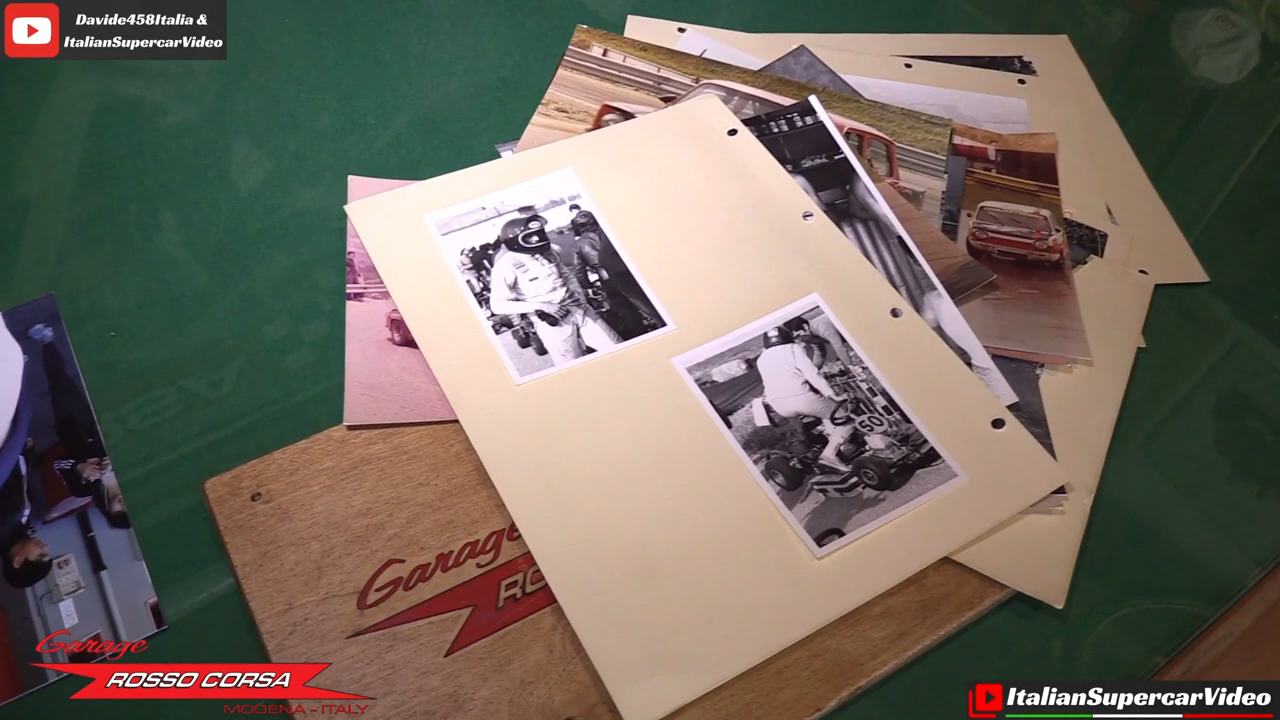 Davide458Italia &
ItalianSupercarVideo
50
Garage
RO
Garage
ROSSO CORSA
MODENA - ITALY
ItalianSupercarVideo